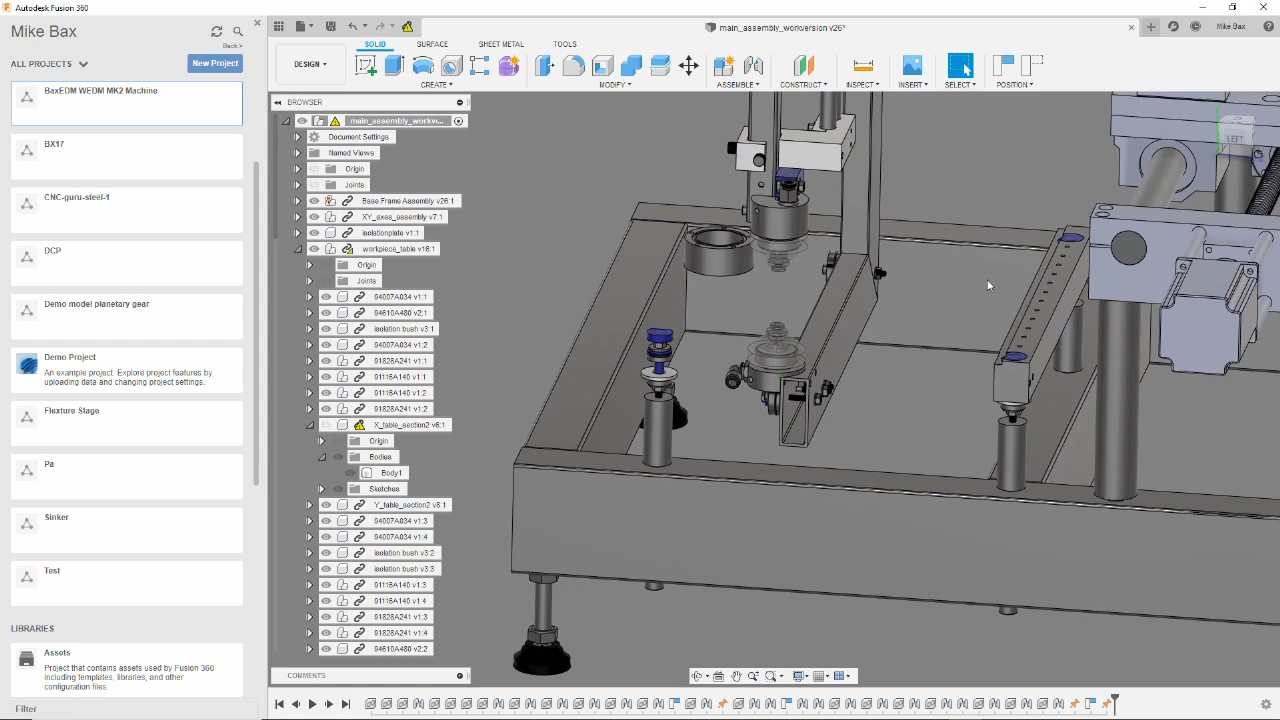 Autodesk Fusion 360
Mike Bax
Back >
ALL PROJECTS
New Project
BaxEDM WEDM MK2 Machine
BX17
CNC-guru-steel-1
DCP
Demo model planetary gear
Demo Project
An example project: Explore project features by
uploading data and changing project settings.
Flexture Stage
Pa
Sinker
Test
LIBRARIES
Assets
Project that contains assets used by Fusion 360
including templates, libraries, and other
configuration files.
Filter
main_assembly_workversion v26*
Mike Bax
SOLID
SURFACE
SHEET METAL
TOOLS
DESIGN
CREATE
MODIFY
ASSEMBLE
CONSTRUCT
INSPECT
INSERT
SELECT
POSITION
BROWSER
main_assembly_workv...
Document Settings
Named Views
Origin
Joints
Base Frame Assembly v26:1
XY_axes_assembly v7:1
isolationplate v1:1
workpiece_table v16:1
Origin
Joints
94007A034 v1:1
94610A480 v2:1
isolation bush v3:1
94007A034 v1:2
91828A241 v1:1
91116A140 v1:1
91116A140 v1:2
91828A241 v1:2
X_table_section2 v6:1
Origin
Bodies
Body1
Sketches
Y_table_section2 v8:1
94007A034 v1:3
94007A034 v1:4
isolation bush v3:2
isolation bush v3:3
91116A140 v1:3
91116A140 v1:4
91828A241 v1:3
91828A241 v1:4
94610A480 v2:2
COMMENTS
LEFT